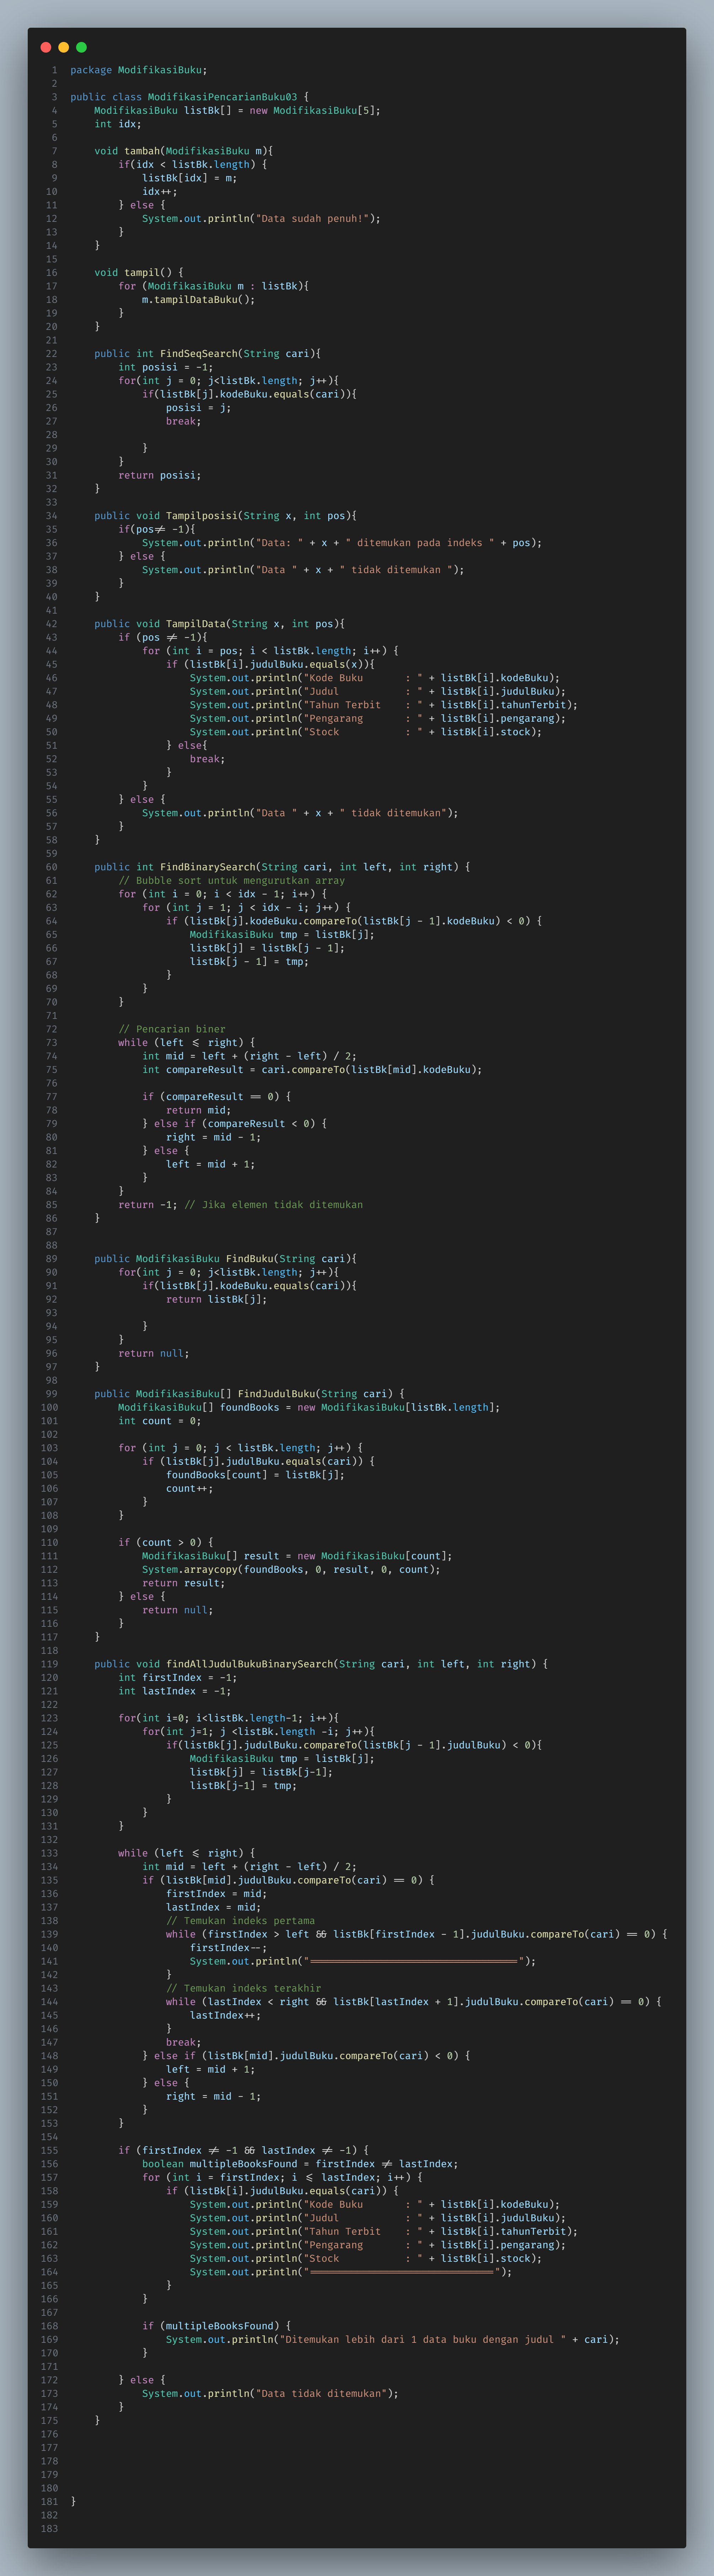 1 package ModifikasiBuku;
2
3 public class ModifikasiPencarianBuku03 {
4     ModifikasiBuku listBk[] = new ModifikasiBuku[5];
5     int idx;
6
7     void tambah(ModifikasiBuku m){
8         if(idx < listBk.length) {
9             listBk[idx] = m;
10             idx++;
11         } else {
12             System.out.println("Data sudah penuh!");
13         }
14     }
15
16     void tampil() {
17         for (ModifikasiBuku m : listBk){
18             m.tampilDataBuku();
19         }
20     }
21
22     public int FindSeqSearch(String cari){
23         int posisi = -1;
24         for(int j = 0; j<listBk.length; j++){
25             if(listBk[j].kodeBuku.equals(cari)){
26                 posisi = j;
27                 break;
28
29             }
30         }
31         return posisi;
32     }
33
34     public void Tampilposisi(String x, int pos){
35         if(pos!= -1){
36             System.out.println("Data: " + x + " ditemukan pada indeks " + pos);
37         } else {
38             System.out.println("Data " + x + " tidak ditemukan ");
39         }
40     }
41
42     public void TampilData(String x, int pos){
43         if (pos != -1){
44             for (int i = pos; i < listBk.length; i++) {
45                 if (listBk[i].judulBuku.equals(x)){
46                     System.out.println("Kode Buku       : " + listBk[i].kodeBuku);
47                     System.out.println("Judul           : " + listBk[i].judulBuku);
48                     System.out.println("Tahun Terbit    : " + listBk[i].tahunTerbit);
49                     System.out.println("Pengarang       : " + listBk[i].pengarang);
50                     System.out.println("Stock           : " + listBk[i].stock);
51                 } else{
52                     break;
53                 }
54             }
55         } else {
56             System.out.println("Data " + x + " tidak ditemukan");
57         }
58     }
59
60     public int FindBinarySearch(String cari, int left, int right) {
61         // Bubble sort untuk mengurutkan array
62         for (int i = 0; i < idx - 1; i++) {
63             for (int j = 1; j < idx - i; j++) {
64                 if (listBk[j].kodeBuku.compareTo(listBk[j - 1].kodeBuku) < 0) {
65                     ModifikasiBuku tmp = listBk[j];
66                     listBk[j] = listBk[j - 1];
67                     listBk[j - 1] = tmp;
68                 }
69             }
70         }
71
72         // Pencarian biner
73         while (left <= right) {
74             int mid = left + (right - left) / 2;
75             int compareResult = cari.compareTo(listBk[mid].kodeBuku);
76
77             if (compareResult == 0) {
78                 return mid;
79             } else if (compareResult < 0) {
80                 right = mid - 1;
81             } else {
82                 left = mid + 1;
83             }
84         }
85         return -1; // Jika elemen tidak ditemukan
86     }
87
88
89     public ModifikasiBuku FindBuku(String cari){
90         for(int j = 0; j<listBk.length; j++){
91             if(listBk[j].kodeBuku.equals(cari)){
92                 return listBk[j];
93
94             }
95         }
96         return null;
97     }
98
99     public ModifikasiBuku[] FindJudulBuku(String cari) {
100         ModifikasiBuku[] foundBooks = new ModifikasiBuku[listBk.length];
101         int count = 0;
102
103         for (int j = 0; j < listBk.length; j++) {
104             if (listBk[j].judulBuku.equals(cari)) {
105                 foundBooks[count] = listBk[j];
106                 count++;
107             }
108         }
109
110         if (count > 0) {
111             ModifikasiBuku[] result = new ModifikasiBuku[count];
112             System.arraycopy(foundBooks, 0, result, 0, count);
113             return result;
114         } else {
115             return null;
116         }
117     }
118
119     public void findAllJudulBukuBinarySearch(String cari, int left, int right) {
120         int firstIndex = -1;
121         int lastIndex = -1;
122
123         for(int i=0; i<listBk.length-1; i++){
124             for(int j=1; j <listBk.length -i; j++){
125                 if(listBk[j].judulBuku.compareTo(listBk[j - 1].judulBuku) < 0){
126                     ModifikasiBuku tmp = listBk[j];
127                     listBk[j] = listBk[j-1];
128                     listBk[j-1] = tmp;
129                 }
130             }
131         }
132
133         while (left <= right) {
134             int mid = left + (right - left) / 2;
135             if (listBk[mid].judulBuku.compareTo(cari) == 0) {
136                 firstIndex = mid;
137                 lastIndex = mid;
138                 // Temukan indeks pertama
139                 while (firstIndex > left && listBk[firstIndex - 1].judulBuku.compareTo(cari) == 0) {
140                     firstIndex--;
141                     System.out.println("===================================");
142                 }
143                 // Temukan indeks terakhir
144                 while (lastIndex < right && listBk[lastIndex + 1].judulBuku.compareTo(cari) == 0) {
145                     lastIndex++;
146                 }
147                 break;
148             } else if (listBk[mid].judulBuku.compareTo(cari) < 0) {
149                 left = mid + 1;
150             } else {
151                 right = mid - 1;
152             }
153         }
154
155         if (firstIndex != -1 && lastIndex != -1) {
156             boolean multipleBooksFound = firstIndex != lastIndex;
157             for (int i = firstIndex; i <= lastIndex; i++) {
158                 if (listBk[i].judulBuku.equals(cari)) {
159                     System.out.println("Kode Buku       : " + listBk[i].kodeBuku);
160                     System.out.println("Judul           : " + listBk[i].judulBuku);
161                     System.out.println("Tahun Terbit    : " + listBk[i].tahunTerbit);
162                     System.out.println("Pengarang       : " + listBk[i].pengarang);
163                     System.out.println("Stock           : " + listBk[i].stock);
164                     System.out.println("===============================");
165                 }
166             }
167
168             if (multipleBooksFound) {
169                 System.out.println("Ditemukan lebih dari 1 data buku dengan judul " + cari);
170             }
171
172         } else {
173             System.out.println("Data tidak ditemukan");
174         }
175     }
176
177
178
179
180
181 }
182
183